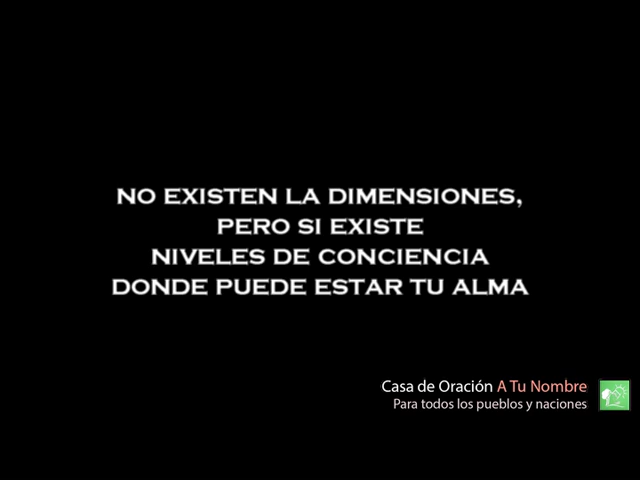 NO EXISTEN LA DIMENSIONES,
PERO SI EXISTE
NIVELES DE CONCIENCIA
DONDE PUEDE ESTAR TU ALMA
Casa de Oración A Tu Nombre
Para todos los pueblos y naciones